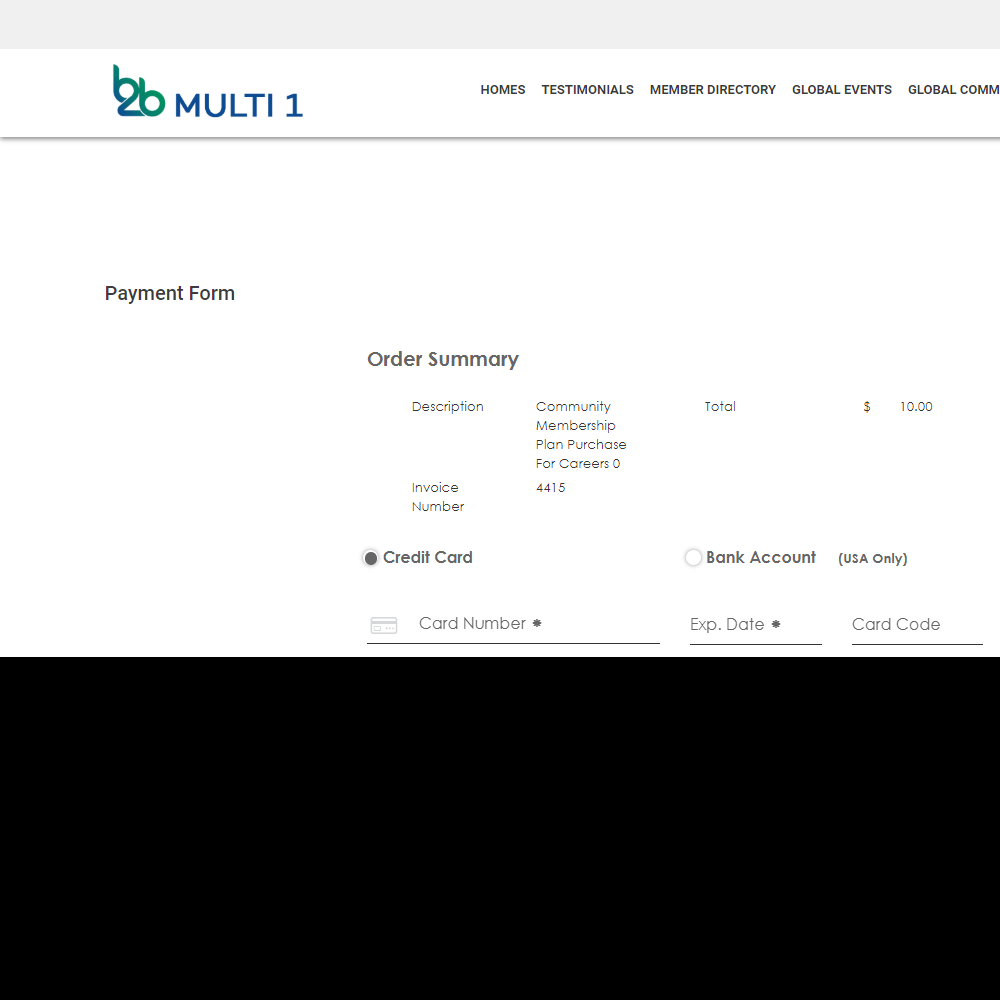 b2b MULTI 1
HOMES TESTIMONIALS MEMBER DIRECTORY GLOBAL EVENTS GLOBAL COMM
Payment Form
Order Summary
Description Community Total $ 10.00
Membership
Plan Purchase
For Careers 0
Invoice 4415
Number
Credit Card Bank Account (USA Only)
Card Number * Exp. Date * Card Code